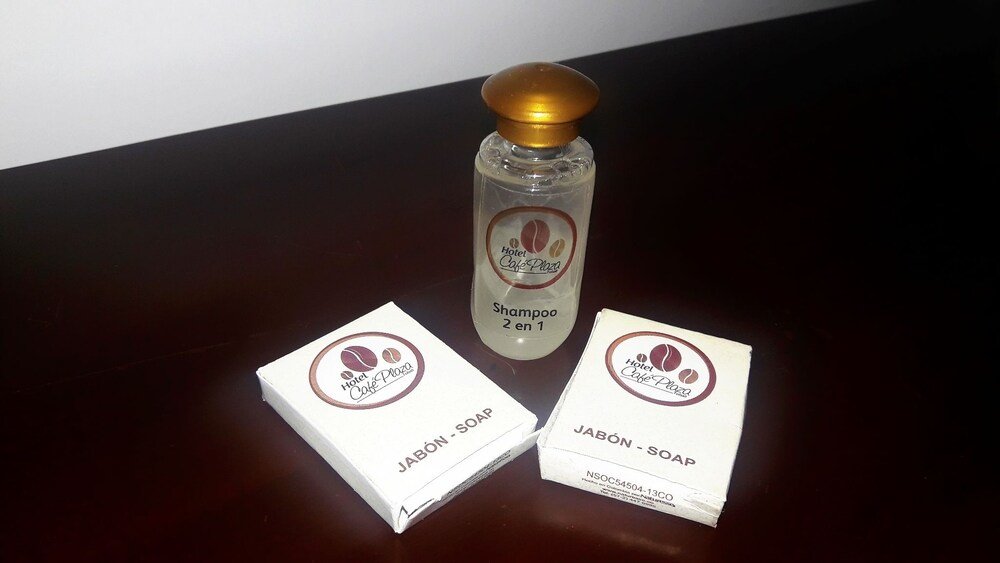 Hotel
Café Plaza
Shampoo
2 en 1
Hotel
Café Plaza
JABÓN - SOAP
Hotel
Café Plaza
JABÓN - SOAP
NSOC54504-13CO